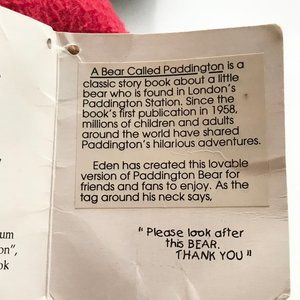 A Bear Called Paddington is a
classic story book about a little
bear who is found in London's
Paddington Station. Since the
book's first publication in 1958,
millions of children and adults
around the world have shared
Paddington's hilarious adventures.
Eden has created this lovable
version of Paddington Bear for
friends and fans to enjoy. As the
tag around his neck says,
"Please look after
this BEAR.
THANK YOU"
um
on",
ok